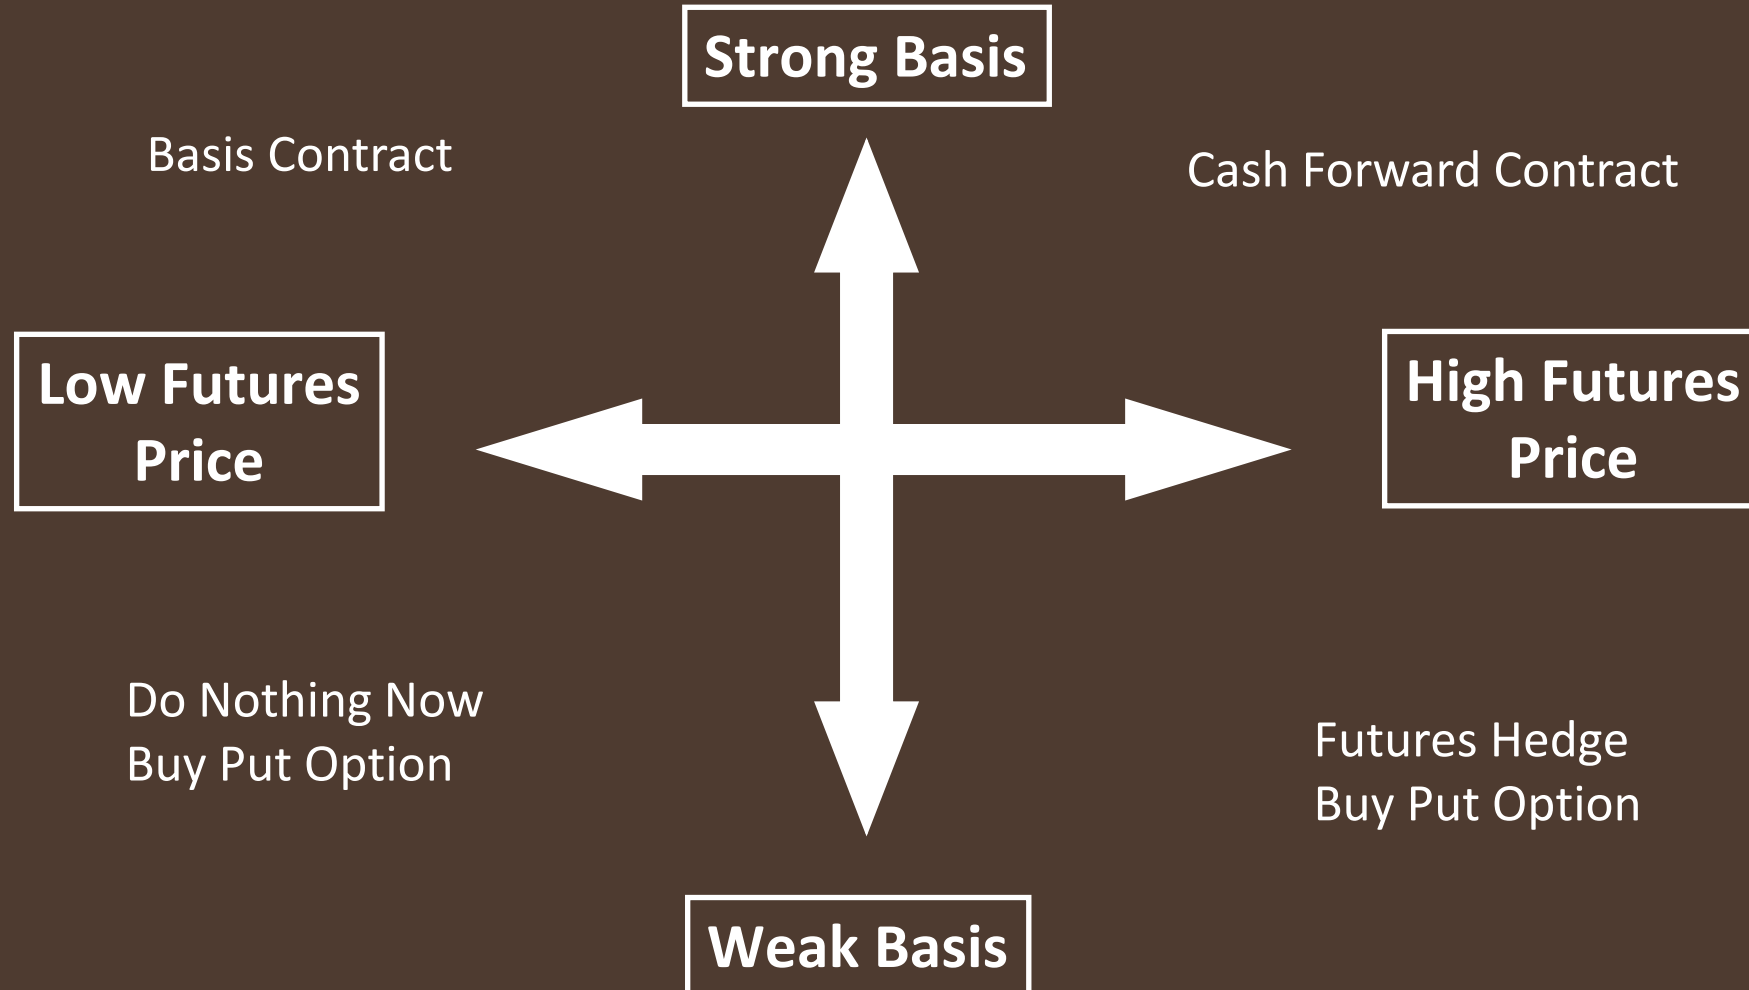 Strong Basis
Basis Contract
Cash Forward Contract
Low Futures
Price
High Futures
Price
Do Nothing Now
Buy Put Option
Futures Hedge
Buy Put Option
Weak Basis